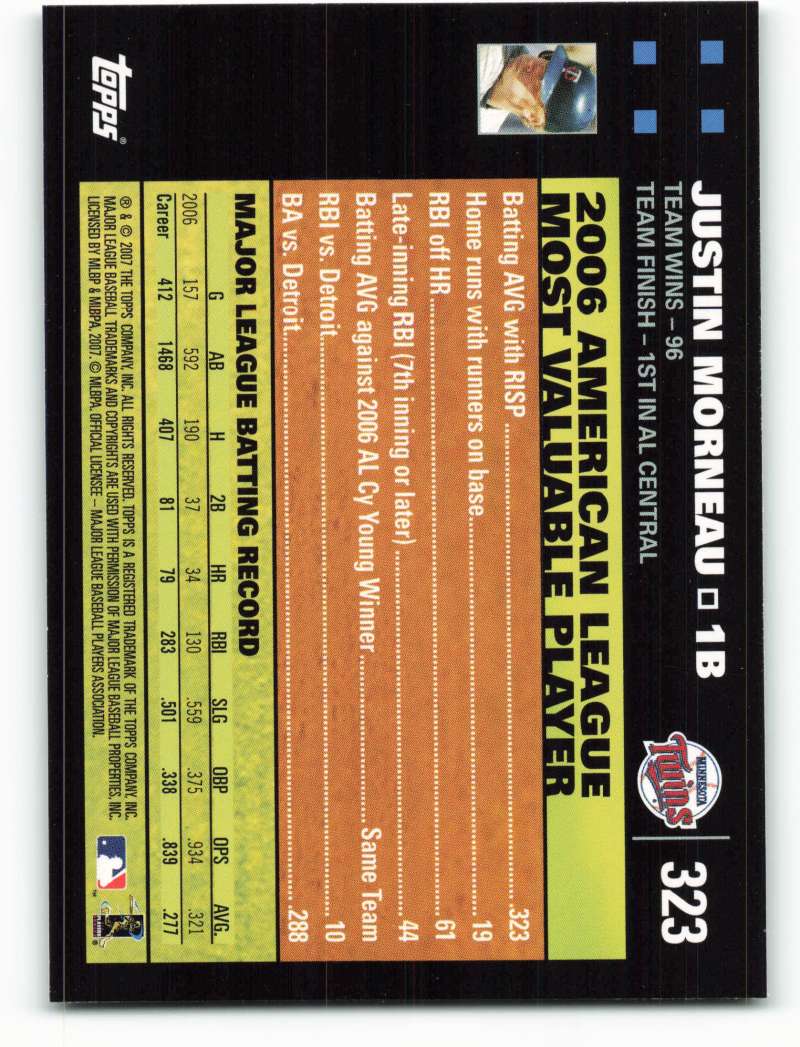 JUSTIN MORNEAU 1B
TEAM WINS – 96
TEAM FINISH – 1ST IN AL CENTRAL
MINNESOTA
Twins
323
topps®
2006 AMERICAN LEAGUE
MOST VALUABLE PLAYER
Batting AVG with RISP ........ .323
Home runs with runners on base ........ 19
RBI off HR ........ 61
Late-inning RBI (7th inning or later) ........ 44
Batting AVG against 2006 AL Cy Young Winner ........ Same Team
RBI vs. Detroit ........ 10
BA vs. Detroit ........ .288
MAJOR LEAGUE BATTING RECORD
G AB H 2B HR RBI SLG OBP OPS AVG.
2006 157 592 190 37 34 130 .559 .375 .934 .321
Career 412 1468 407 81 79 283 .501 .338 .839 .277
® & © 2007 THE TOPPS COMPANY, INC. ALL RIGHTS RESERVED. TOPPS IS A REGISTERED TRADEMARK OF THE TOPPS COMPANY, INC.
MAJOR LEAGUE BASEBALL TRADEMARKS AND COPYRIGHTS ARE USED WITH PERMISSION OF MAJOR LEAGUE BASEBALL PROPERTIES, INC.
LICENSED BY MLBP & MLBPA, 2007. © MLBPA. OFFICIAL LICENSEE – MAJOR LEAGUE BASEBALL PLAYERS ASSOCIATION.